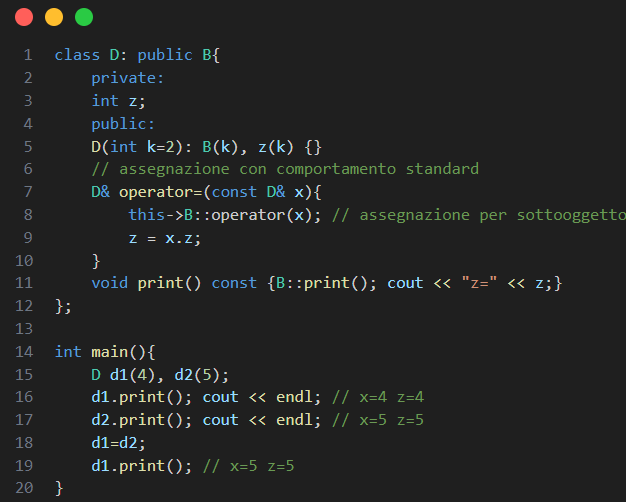 1 class D: public B{
2 private:
3 int z;
4 public:
5 D(int k=2): B(k), z(k) {}
6 // assegnazione con comportamento standard
7 D& operator=(const D& x){
8 this->B::operator(x); // assegnazione per sottooggetto
9 z = x.z;
10 }
11 void print() const {B::print(); cout << "z=" << z;}
12 };
13
14 int main(){
15 D d1(4), d2(5);
16 d1.print(); cout << endl; // x=4 z=4
17 d2.print(); cout << endl; // x=5 z=5
18 d1=d2;
19 d1.print(); // x=5 z=5
20 }